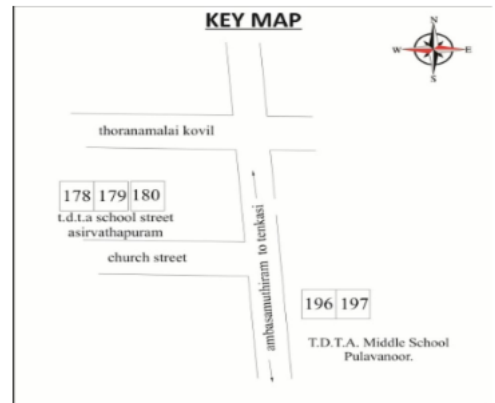 KEY MAP
N
W E
S
thoranamalai kovil
178 179 180
t.d.t.a school street
asirvathapuram
church street
ambasamuthiram to tenkasi
196 197
T.D.T.A. Middle School
Pulavanoor.